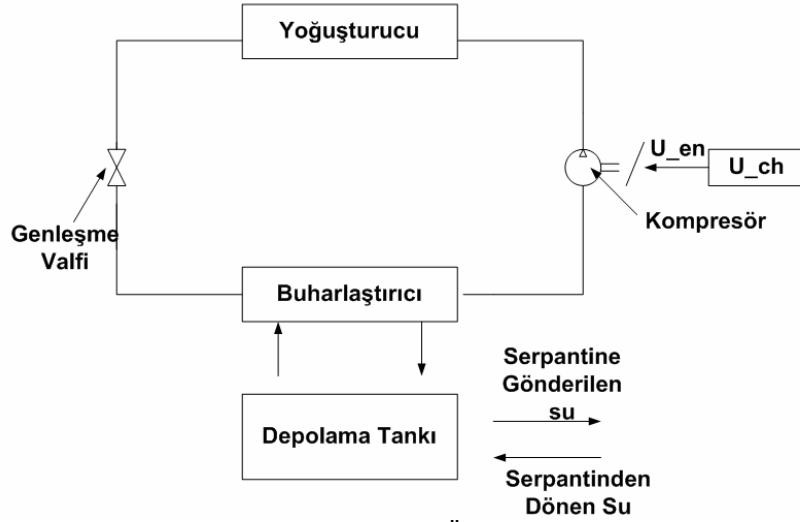 Yoğuşturucu
U_en
U_ch
Kompresör
Genleşme
Valfi
Buharlaştırıcı
Serpantine
Gönderilen
su
Depolama Tankı
Serpantinden
Dönen Su